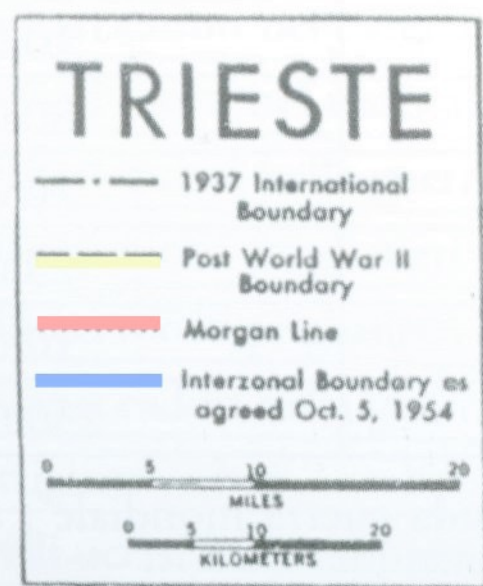 TRIESTE
1937 International
Boundary
Post World War II
Boundary
Morgan Line
Interzonal Boundary as
agreed Oct. 5, 1954
0 5 10 20
MILES
0 5 10 20
KILOMETERS